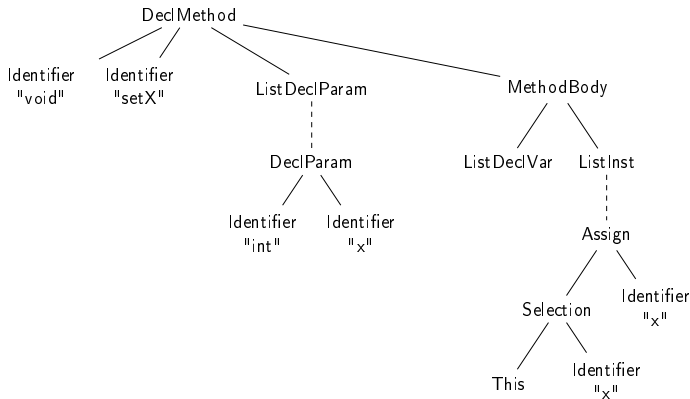 DeclMethod
Identifier
"void"
Identifier
"setX"
ListDeclParam
MethodBody
DeclParam
ListDeclVar
ListInst
Identifier
"int"
Identifier
"x"
Assign
Selection
Identifier
"x"
This
Identifier
"x"